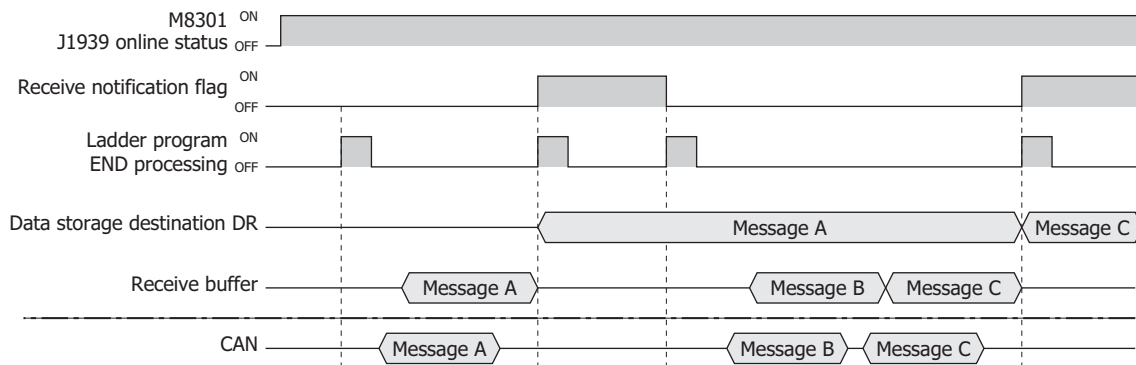 M8301 ON
J1939 online status OFF
Receive notification flag ON
OFF
Ladder program ON
END processing OFF
Data storage destination DR Message A Message C
Receive buffer Message A Message B Message C
CAN Message A Message B Message C